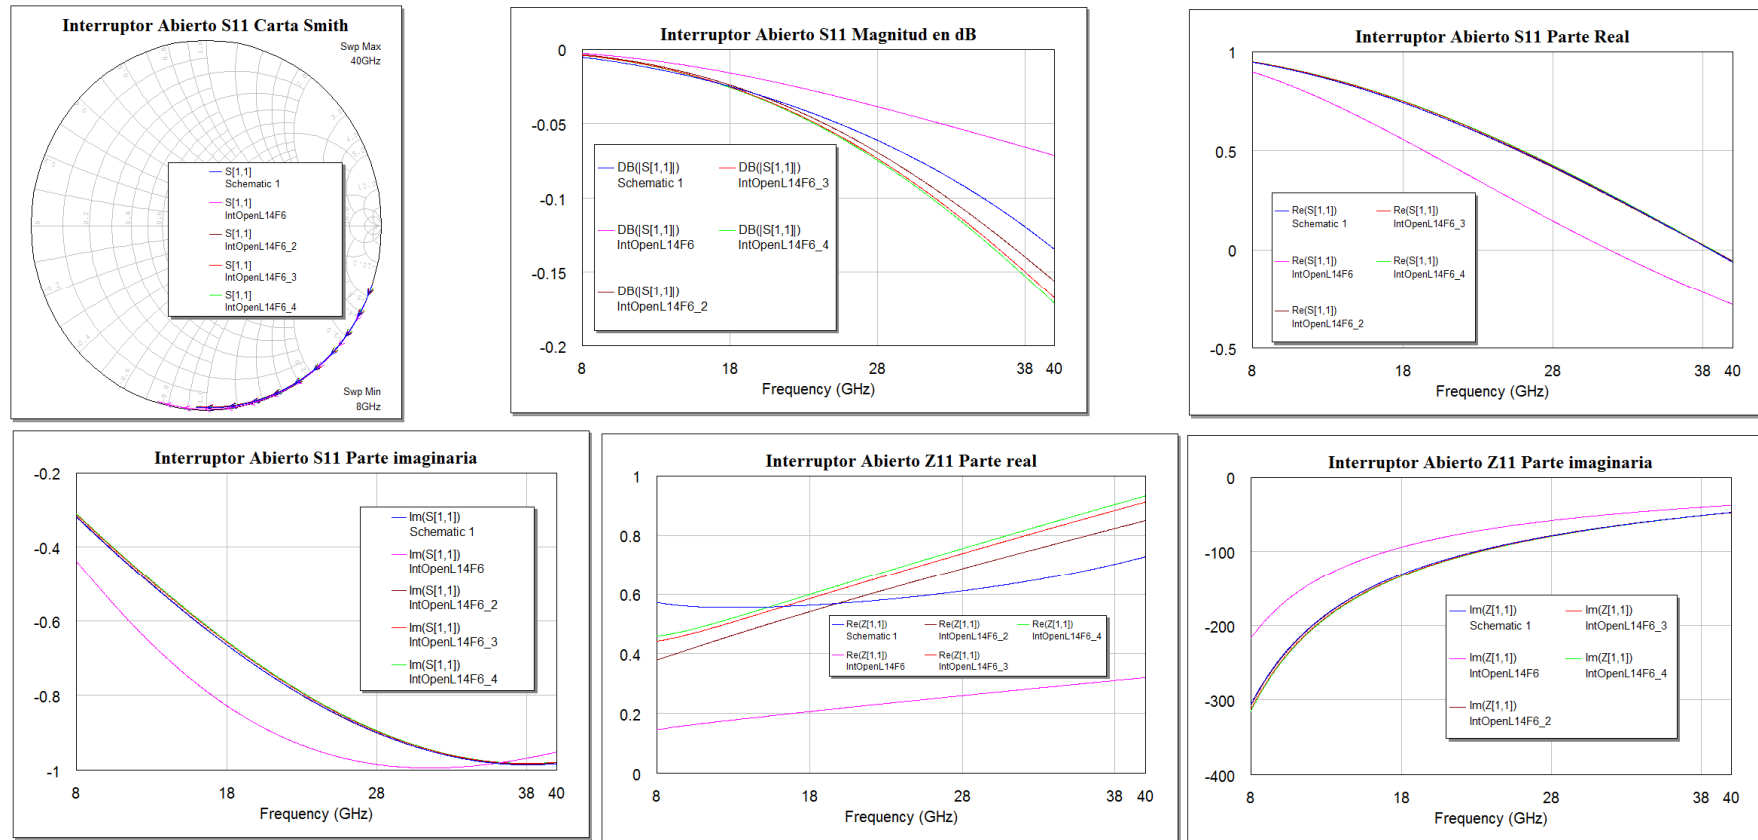 Interruptor Abierto S11 Carta Smith
Swp Max
40GHz
S[1,1]
Schematic 1
S[1,1]
IntOpenL14F6
S[1,1]
IntOpenL14F6_2
S[1,1]
IntOpenL14F6_3
S[1,1]
IntOpenL14F6_4
Swp Min
8GHz
Interruptor Abierto S11 Magnitud en dB
0
-0.05
-0.1
-0.15
-0.2
DB(|S[1,1]|)
Schematic 1
DB(|S[1,1]|)
IntOpenL14F6_3
DB(|S[1,1]|)
IntOpenL14F6
DB(|S[1,1]|)
IntOpenL14F6_4
DB(|S[1,1]|)
IntOpenL14F6_2
8 18 28 38 40
Frequency (GHz)
Interruptor Abierto S11 Parte Real
1
0.5
0
-0.5
Re(S[1,1])
Schematic 1
Re(S[1,1])
IntOpenL14F6_3
Re(S[1,1])
IntOpenL14F6
Re(S[1,1])
IntOpenL14F6_4
Re(S[1,1])
IntOpenL14F6_2
8 18 28 38 40
Frequency (GHz)
Interruptor Abierto S11 Parte imaginaria
-0.2
-0.4
-0.6
-0.8
-1
Im(S[1,1])
Schematic 1
Im(S[1,1])
IntOpenL14F6
Im(S[1,1])
IntOpenL14F6_2
Im(S[1,1])
IntOpenL14F6_3
Im(S[1,1])
IntOpenL14F6_4
8 18 28 38 40
Frequency (GHz)
Interruptor Abierto Z11 Parte real
1
0.8
0.6
0.4
0.2
0
Re(Z[1,1])
Schematic 1
Re(Z[1,1])
IntOpenL14F6_2
Re(Z[1,1])
IntOpenL14F6_4
Re(Z[1,1])
IntOpenL14F6
Re(Z[1,1])
IntOpenL14F6_3
8 18 28 38 40
Frequency (GHz)
Interruptor Abierto Z11 Parte imaginaria
0
-100
-200
-300
-400
Im(Z[1,1])
Schematic 1
Im(Z[1,1])
IntOpenL14F6_3
Im(Z[1,1])
IntOpenL14F6
Im(Z[1,1])
IntOpenL14F6_4
Im(Z[1,1])
IntOpenL14F6_2
8 18 28 38 40
Frequency (GHz)